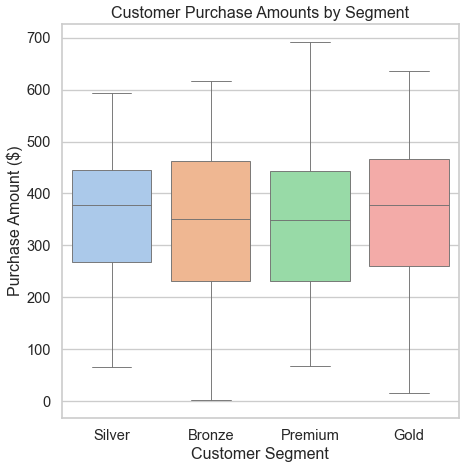 Customer Purchase Amounts by Segment
Purchase Amount ($)
700
600
500
400
300
200
100
0
Silver Bronze Premium Gold
Customer Segment